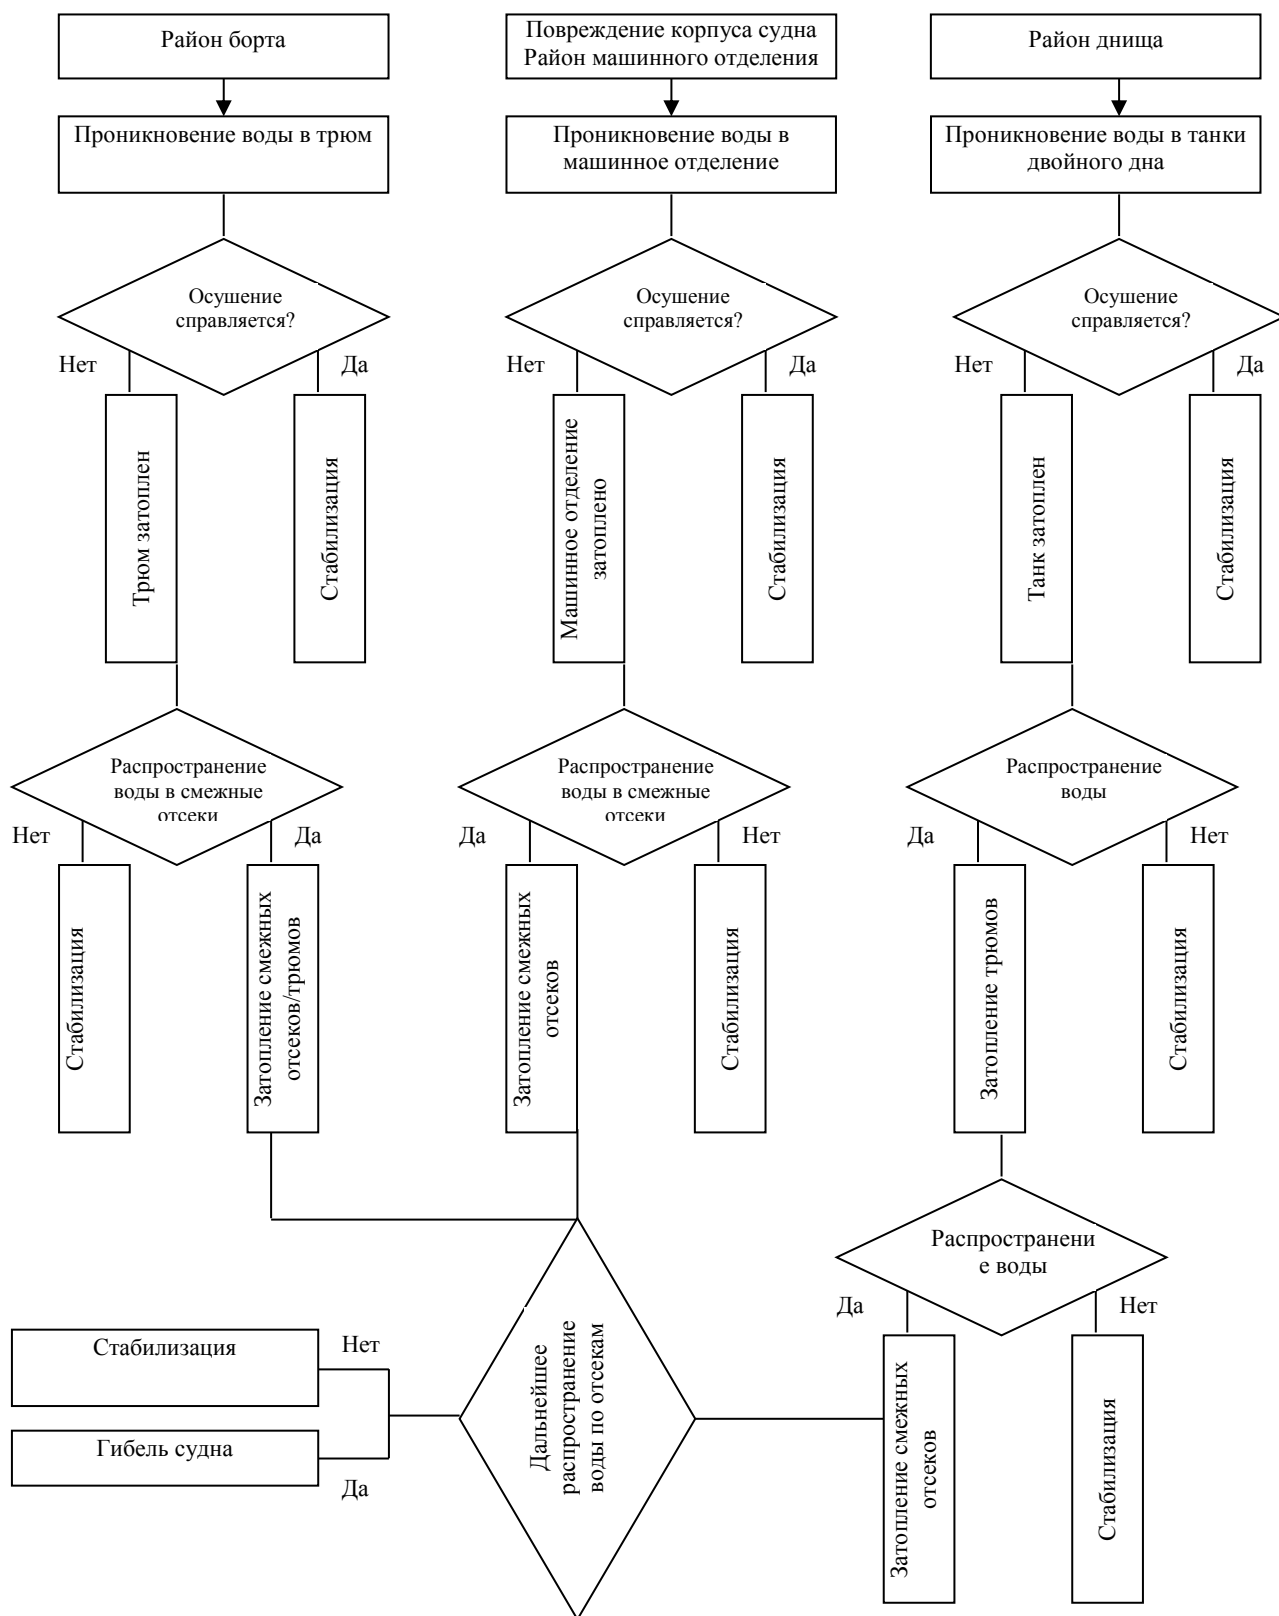 Район борта
Повреждение корпуса судна
Район машинного отделения
Район днища
Проникновение воды в трюм
Проникновение воды в
машинное отделение
Проникновение воды в танки
двойного дна
Осушение
справляется?
Осушение
справляется?
Осушение
справляется?
Нет
Да
Нет
Да
Нет
Да
Трюм затоплен
Стабилизация
Машинное отделение
затоплено
Стабилизация
Танк затоплен
Стабилизация
Распространение
воды в смежные
отсеки
Распространение
воды в смежные
отсеки
Распространение
воды
Нет
Да
Да
Нет
Да
Нет
Стабилизация
Затопление смежных
отсеков/трюмов
Затопление смежных
отсеков
Стабилизация
Затопление трюмов
Стабилизация
Распространени
е воды
Да
Нет
Стабилизация
Нет
Гибель судна
Да
Дальнейшее
распространение
воды по отсекам
Затопление смежных
отсеков
Стабилизация